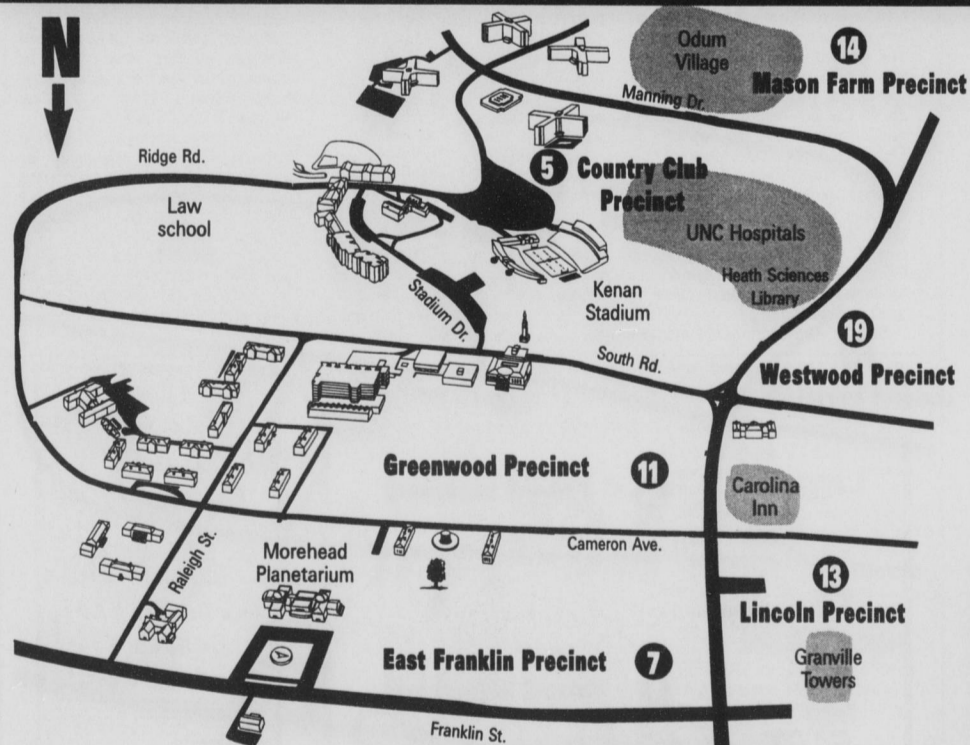 N
Odum
Village
14
Mason Farm Precinct
Manning Dr.
Ridge Rd.
Law
school
5 Country Club
Precinct
UNC Hospitals
Heath Sciences
Library
Stadium Dr.
Kenan
Stadium
19
Westwood Precinct
South Rd.
Greenwood Precinct 11
Carolina
Inn
Cameron Ave.
Raleigh St.
Morehead
Planetarium
13
Lincoln Precinct
East Franklin Precinct 7
Granville
Towers
Franklin St.